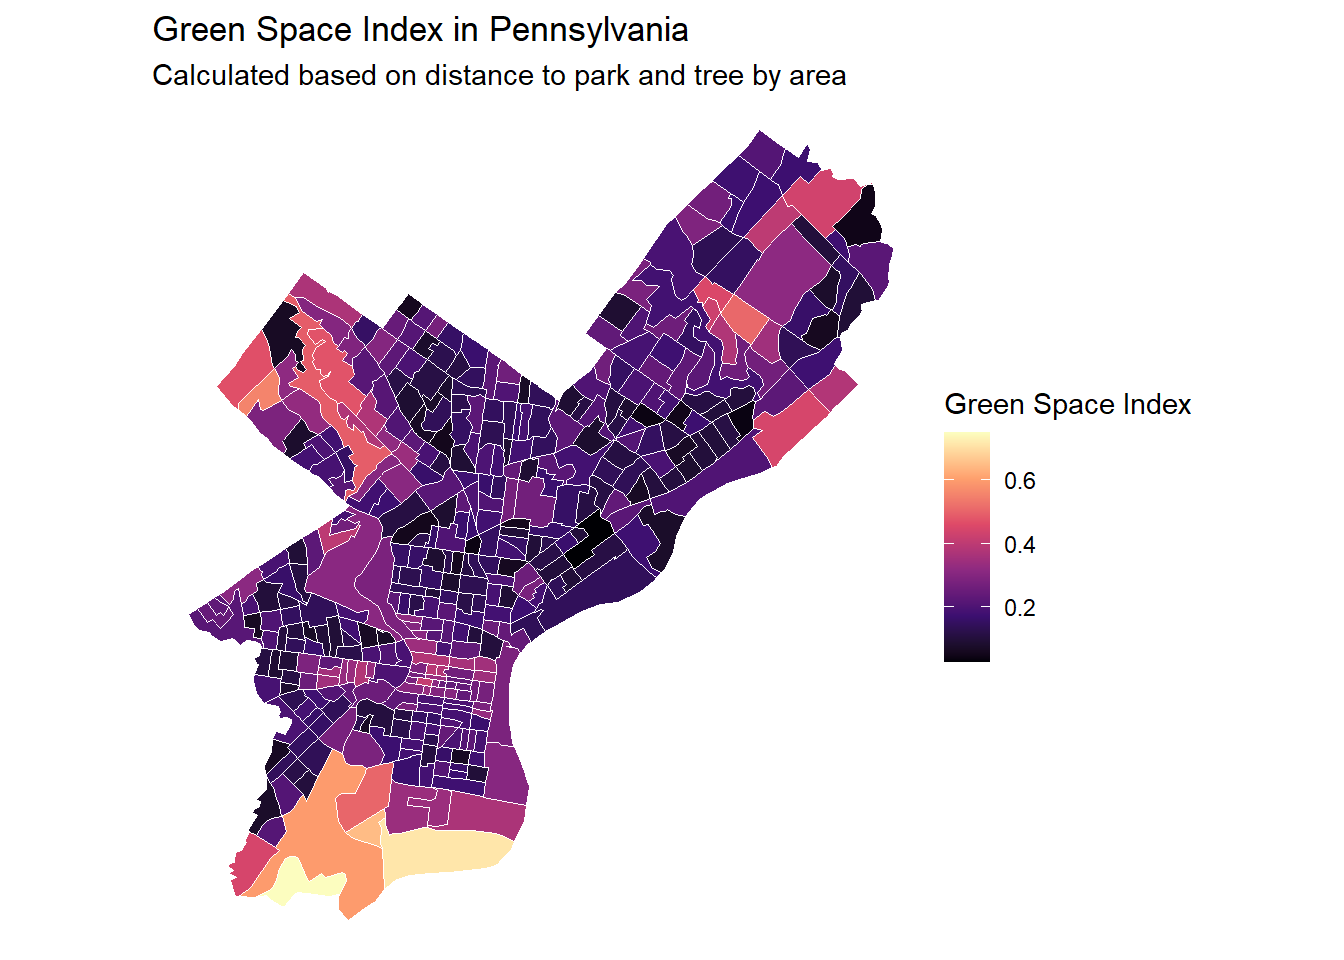 Green Space Index in Pennsylvania
Calculated based on distance to park and tree by area
Green Space Index
0.6
0.4
0.2